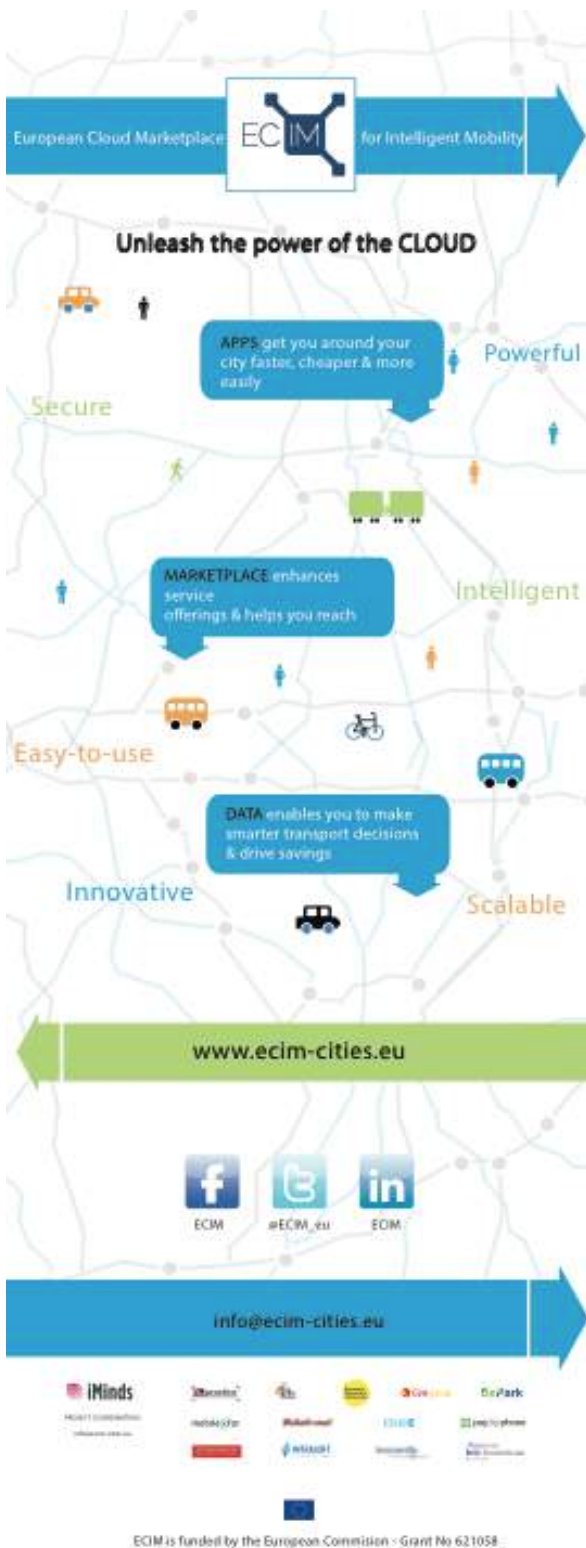 European Cloud Marketplace
ECIM
for Intelligent Mobility
Unleash the power of the CLOUD
APPS get you around your
city faster, cheaper & more
easily
Powerful
Secure
MARKETPLACE enhances
service
offerings & helps you reach
Intelligent
Easy-to-use
DATA enables you to make
smarter transport decisions
& drive savings
Innovative
Scalable
www.ecim-cities.eu
ECIM
@ECIM_eu
ECIM
info@ecim-cities.eu
iMinds
BePark
ECIM is funded by the European Commision - Grant No 621058